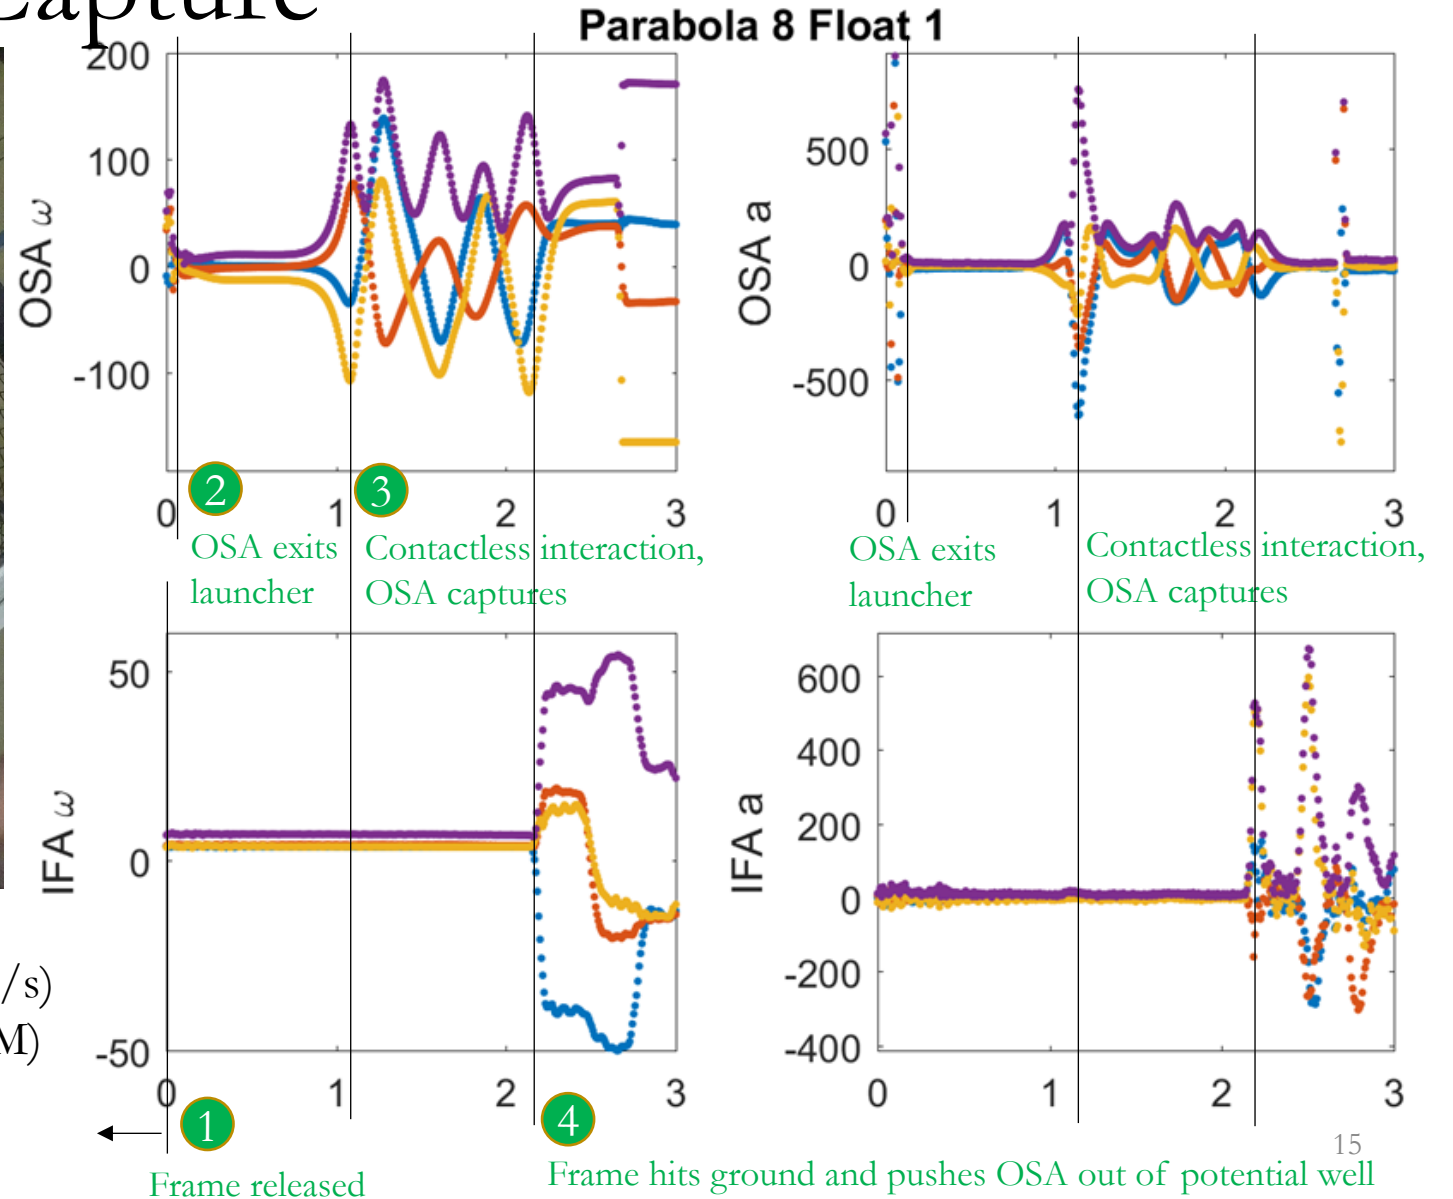 Capture
Parabola 8 Float 1
200
100
0
-100
OSA ω
0
1
2
3
500
0
-500
OSA a
0
1
2
3
2
3
OSA exits
launcher
Contactless interaction,
OSA captures
OSA exits
launcher
Contactless interaction,
OSA captures
50
0
-50
IFA ω
0
1
2
3
600
400
200
0
-200
-400
IFA a
0
1
2
3
/s)
M)
1
4
Frame released
Frame hits ground and pushes OSA out of potential well
15